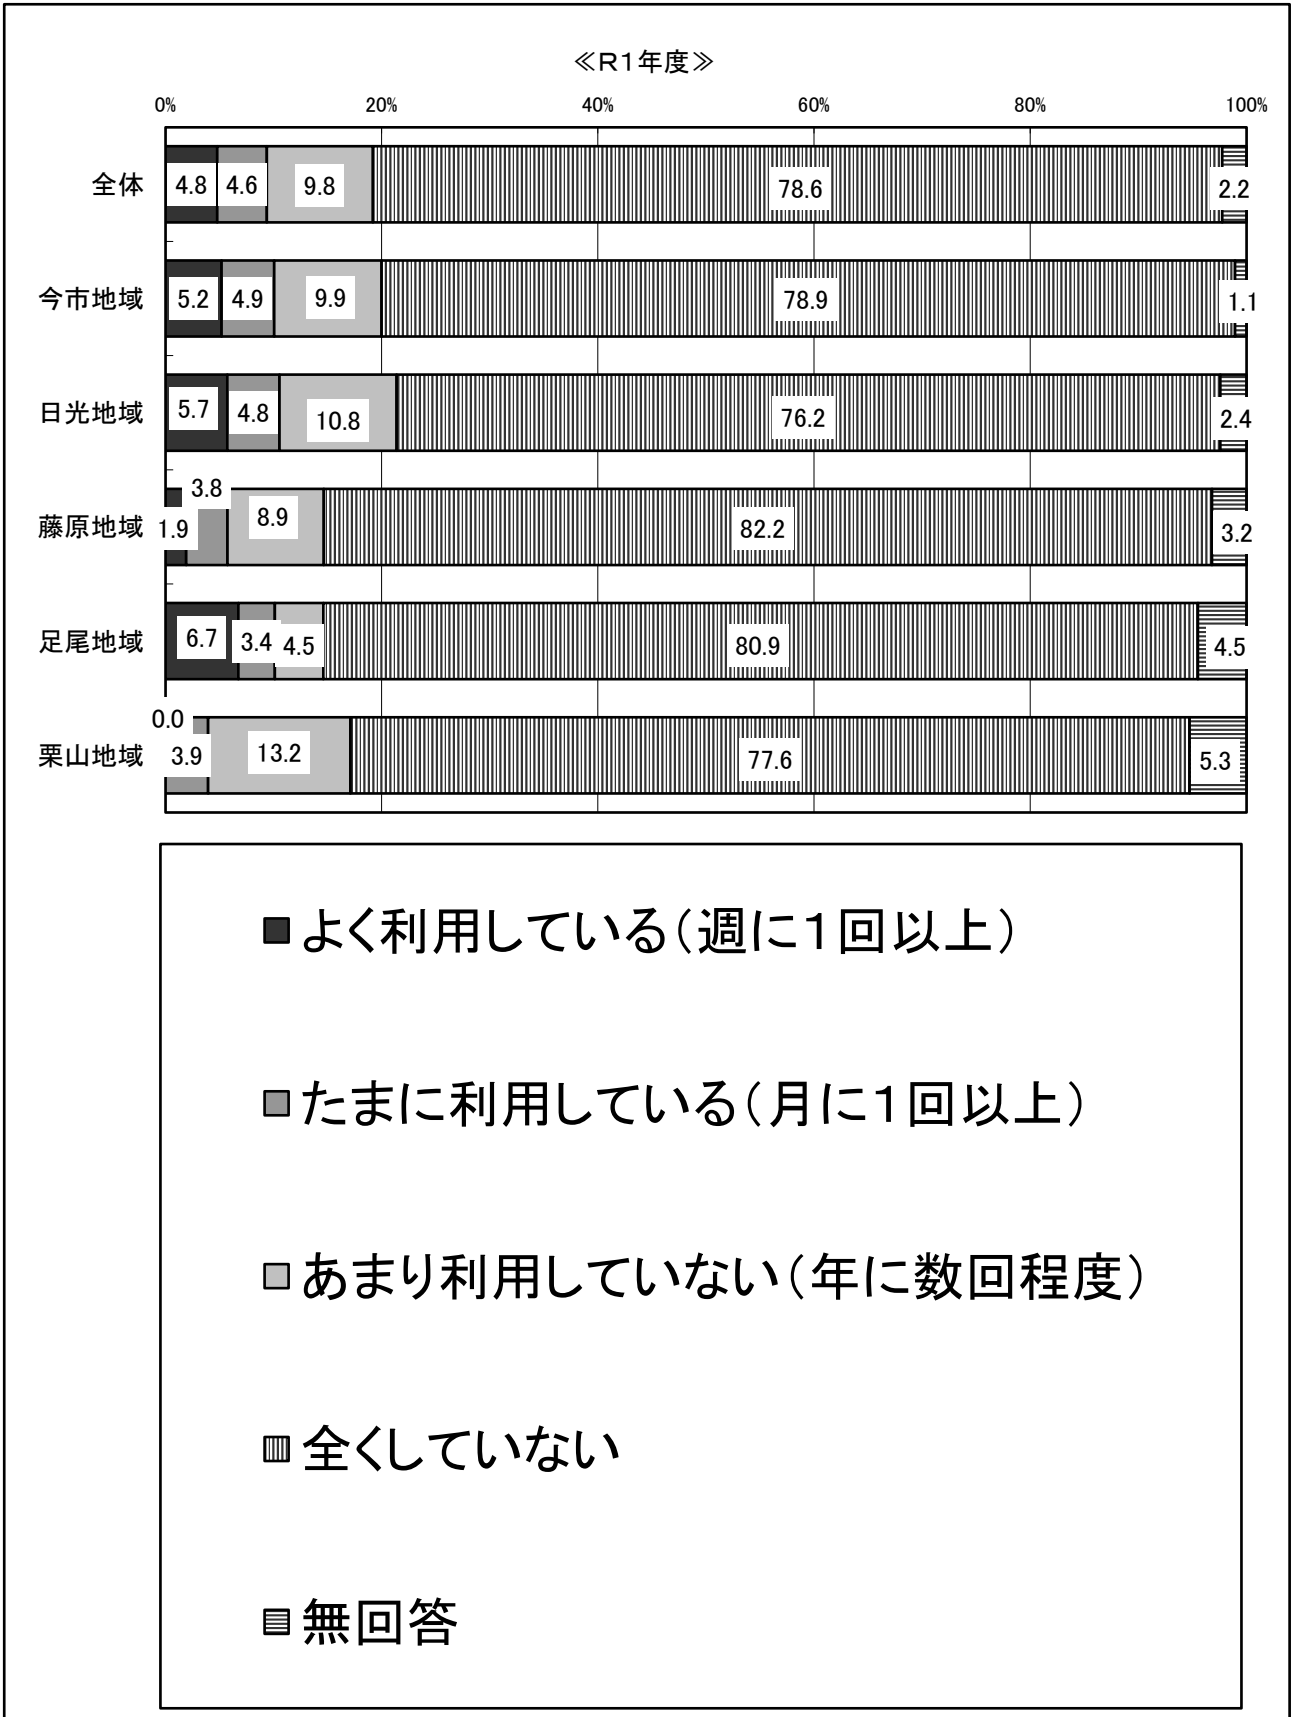 ≪R1年度≫
0% 20% 40% 60% 80% 100%
全体 4.8 4.6 9.8 78.6 2.2
今市地域 5.2 4.9 9.9 78.9 1.1
日光地域 5.7 4.8 10.8 76.2 2.4
藤原地域 1.9 3.8 8.9 82.2 3.2
足尾地域 6.7 3.4 4.5 80.9 4.5
栗山地域 0.0 3.9 13.2 77.6 5.3
よく利用している(週に1回以上)
たまに利用している(月に1回以上)
あまり利用していない(年に数回程度)
全くしていない
無回答